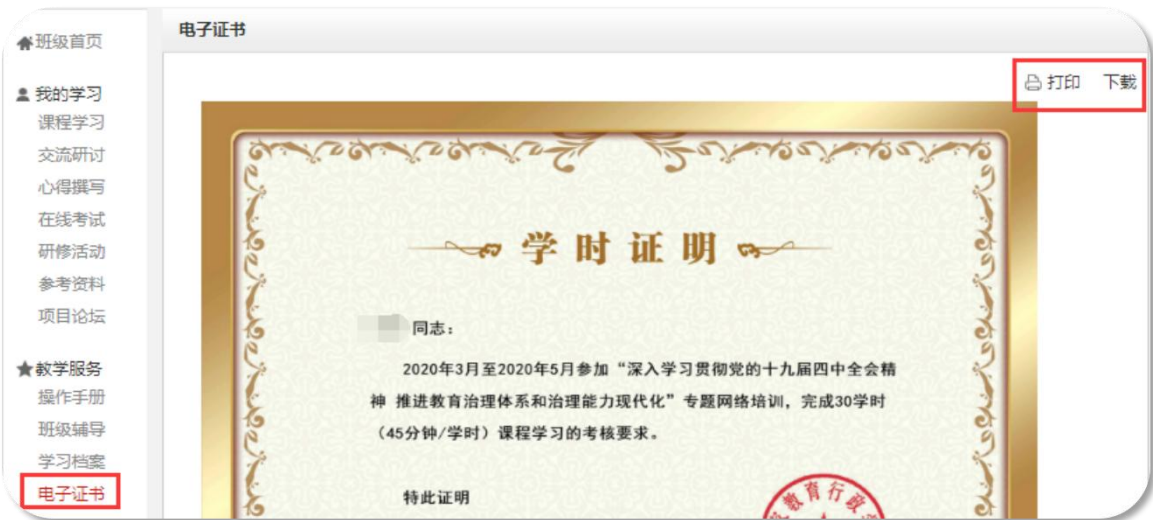 班级首页
我的学习
课程学习
交流研讨
心得撰写
在线考试
研修活动
参考资料
项目论坛
教学服务
操作手册
班级辅导
学习档案
电子证书
电子证书
打印 下载
学时证明
同志：
2020年3月至2020年5月参加“深入学习贯彻党的十九届四中全会精
神 推进教育治理体系和治理能力现代化”专题网络培训，完成30学时
（45分钟/学时）课程学习的考核要求。
特此证明
教育行政